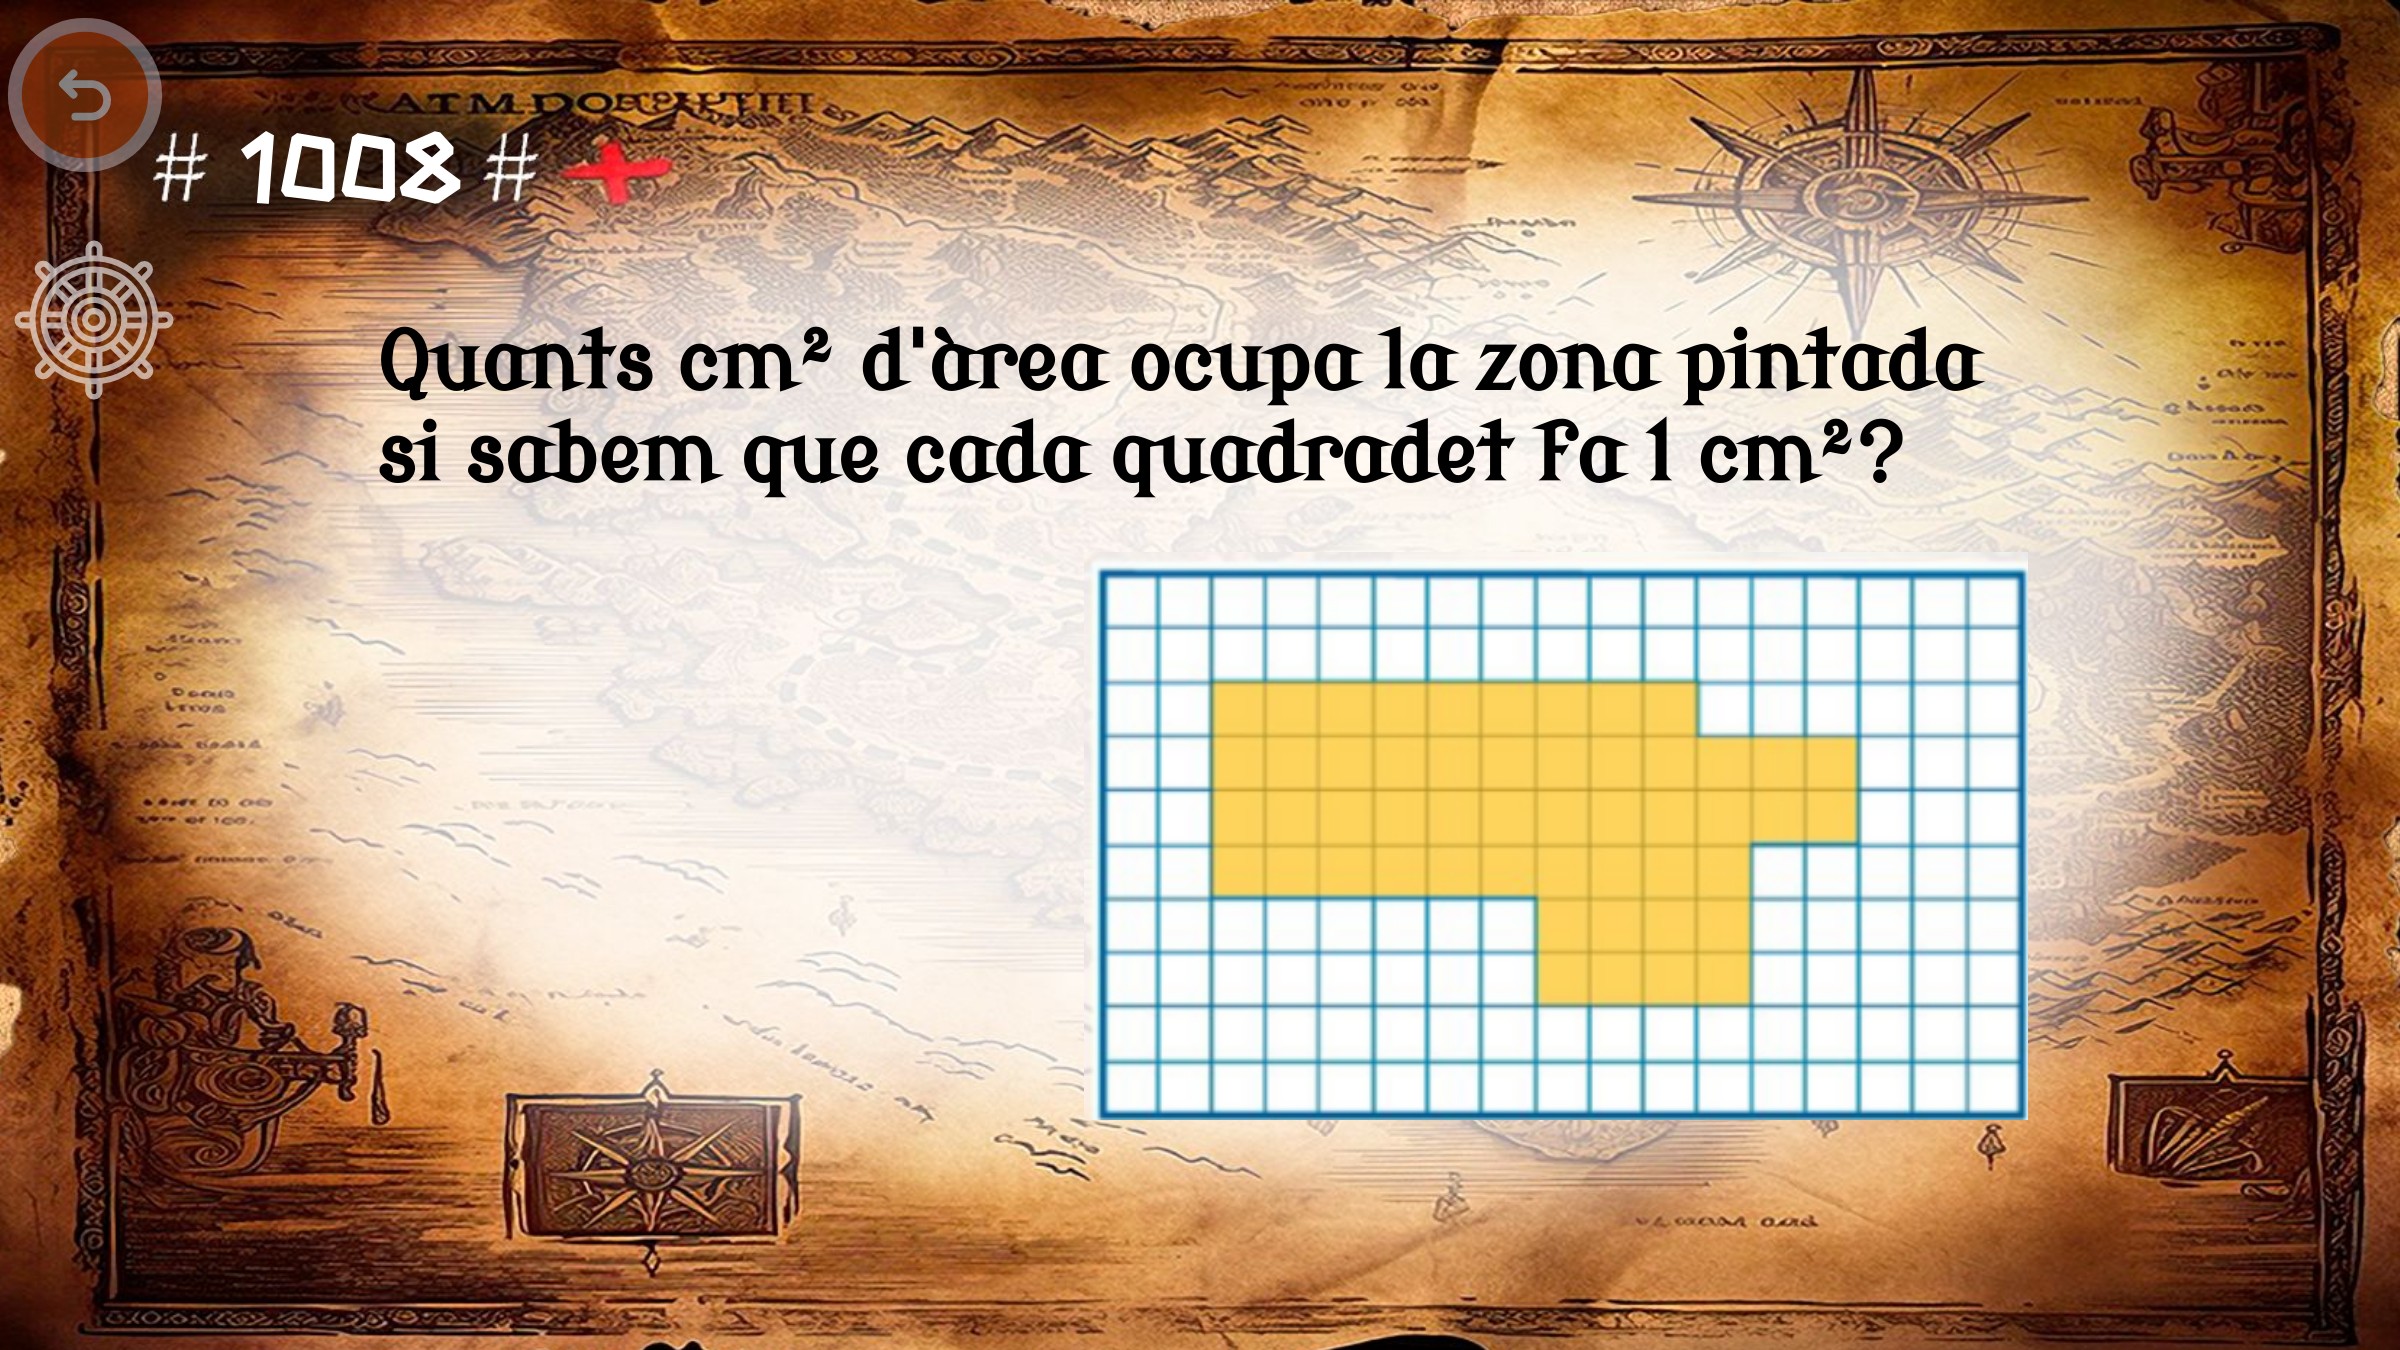 # 1008 #
Quants cm² d'àrea ocupa la zona pintada
si sabem que cada quadradet fa 1 cm²?